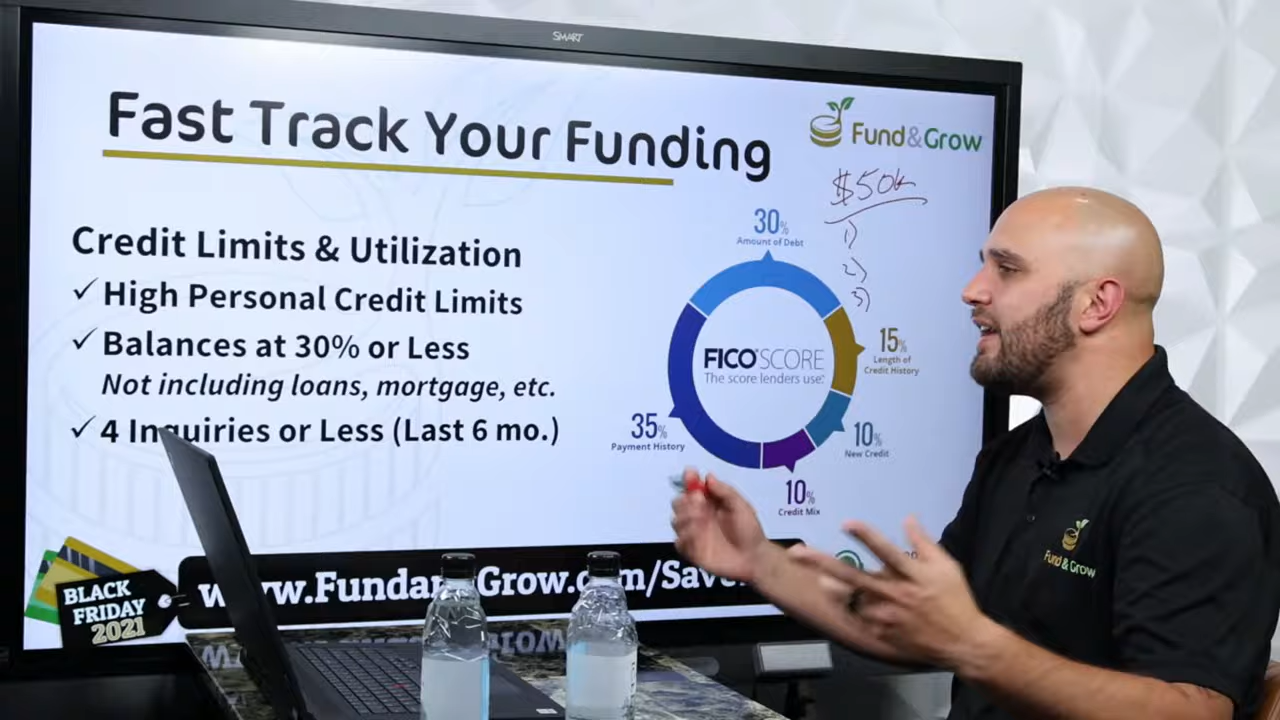 SMART
Fast Track Your Funding
Fund&Grow
$50k
1)
2)
3)
Credit Limits & Utilization
✓ High Personal Credit Limits
✓ Balances at 30% or Less
Not including loans, mortgage, etc.
✓ 4 Inquiries or Less (Last 6 mo.)
30%
Amount of Debt
15%
Length of
Credit History
10%
New Credit
10%
Credit Mix
35%
Payment History
FICO® SCORE
The score lenders use.
BLACK
FRIDAY
2021
Fund&Grow